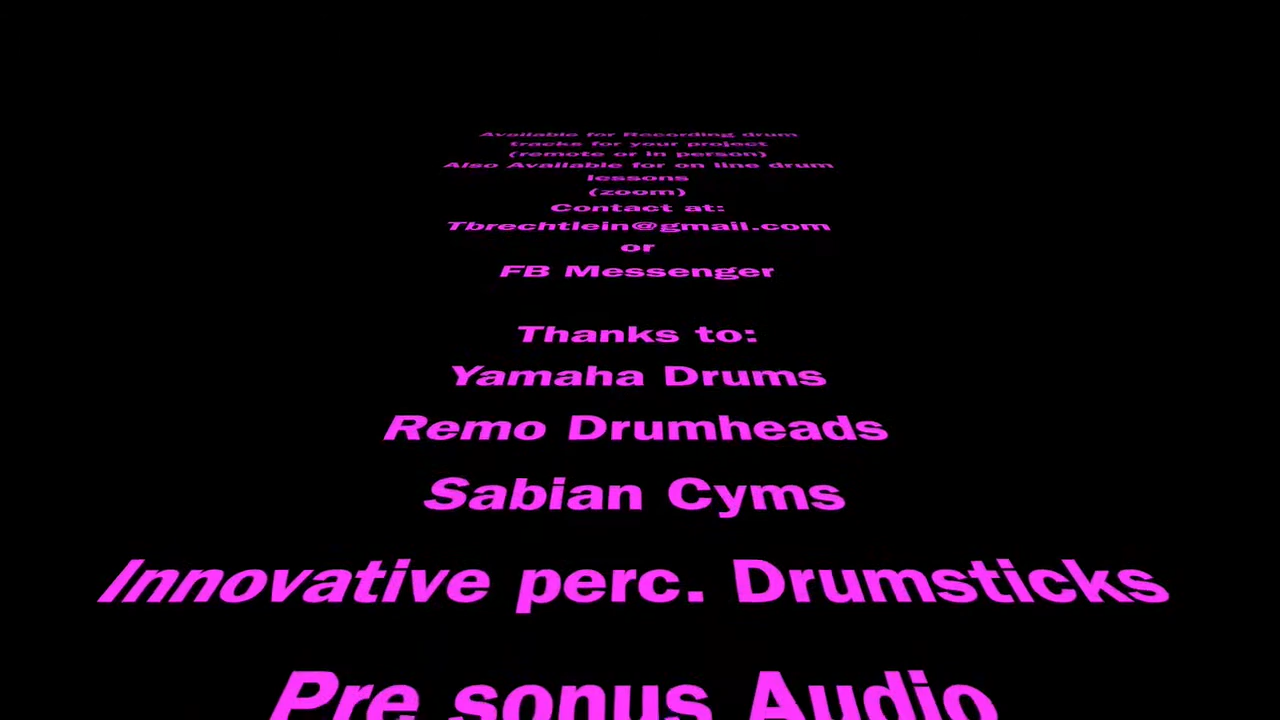 Available for Recording drum
tracks for your project
(remote or in person)
Also Available for on line drum
lessons
(zoom)
Contact at:
Tbrechtlein@gmail.com
or
FB Messenger
Thanks to:
Yamaha Drums
Remo Drumheads
Sabian Cyms
Innovative perc. Drumsticks
Pre sonus Audio